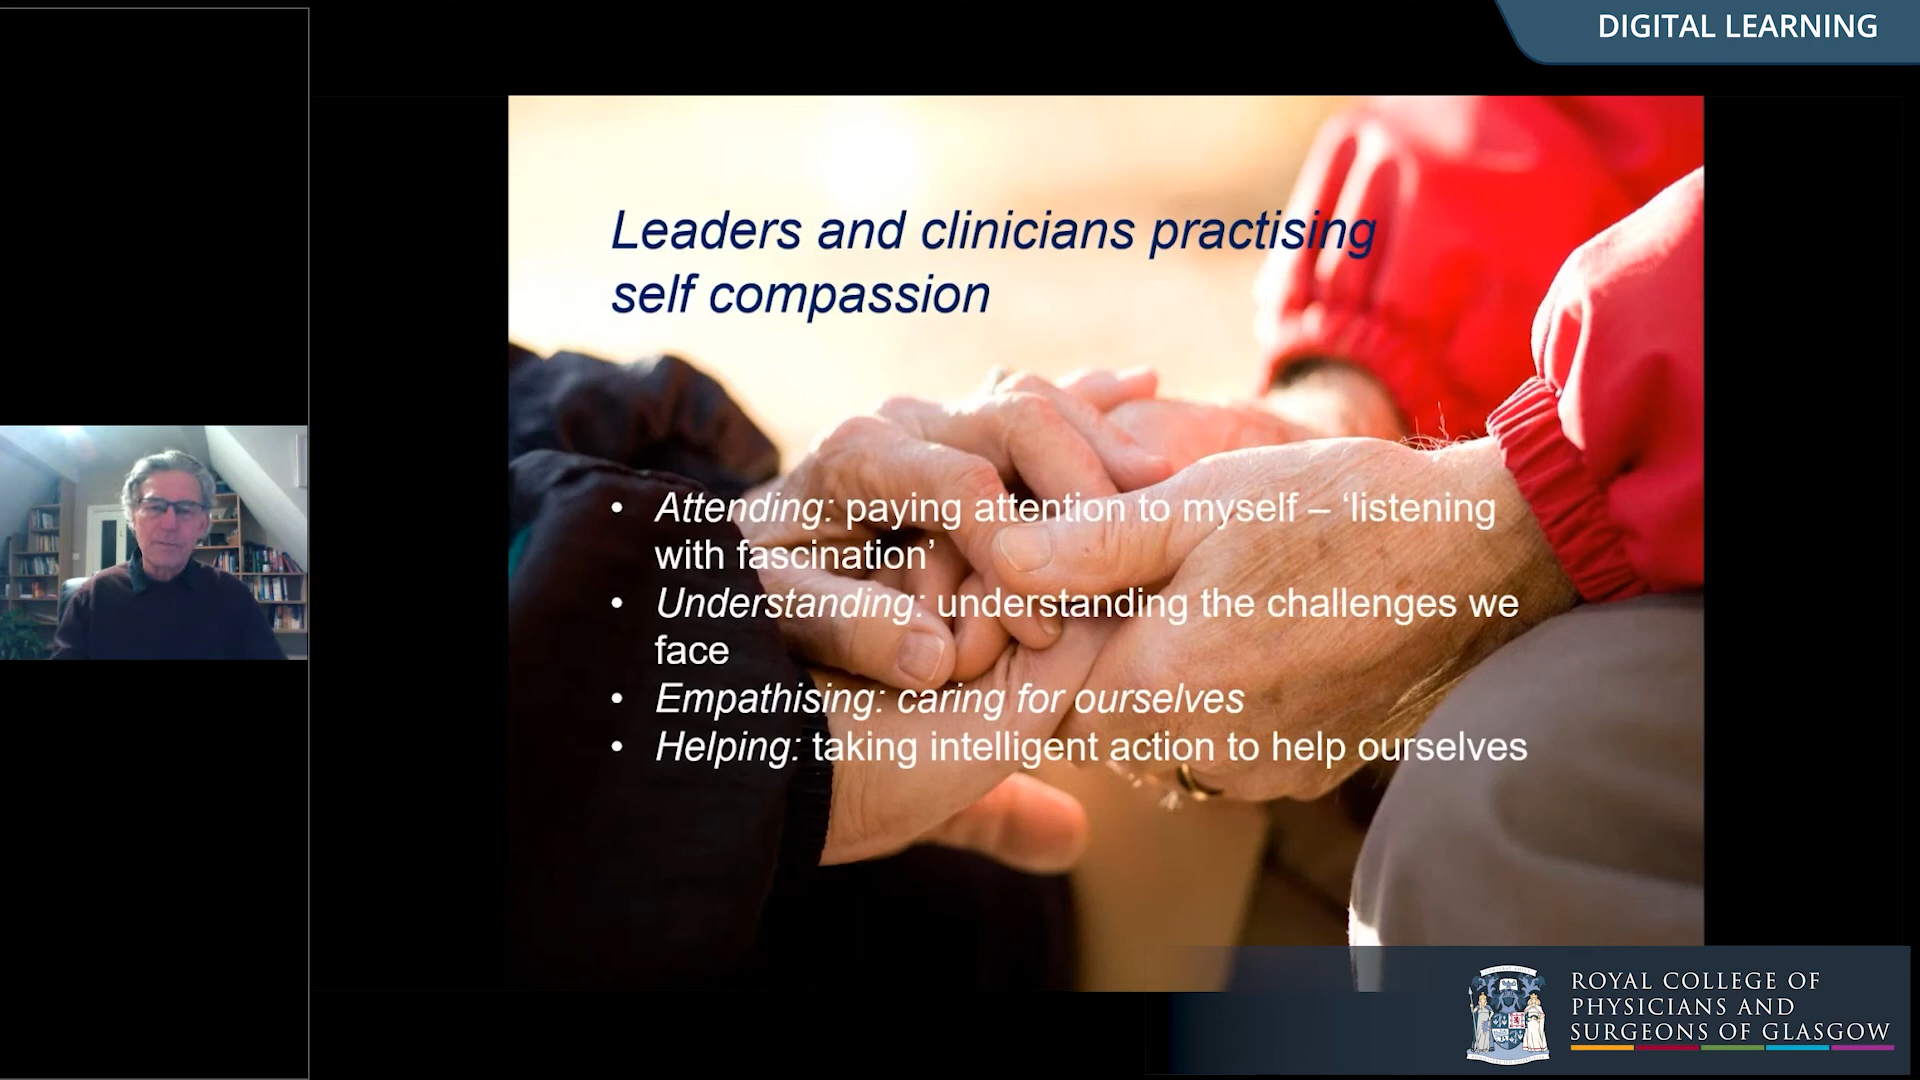 DIGITAL LEARNING
Leaders and clinicians practising
self compassion
• Attending: paying attention to myself – ‘listening
with fascination’
• Understanding: understanding the challenges we
face
• Empathising: caring for ourselves
• Helping: taking intelligent action to help ourselves
ROYAL COLLEGE OF
PHYSICIANS AND
SURGEONS OF GLASGOW